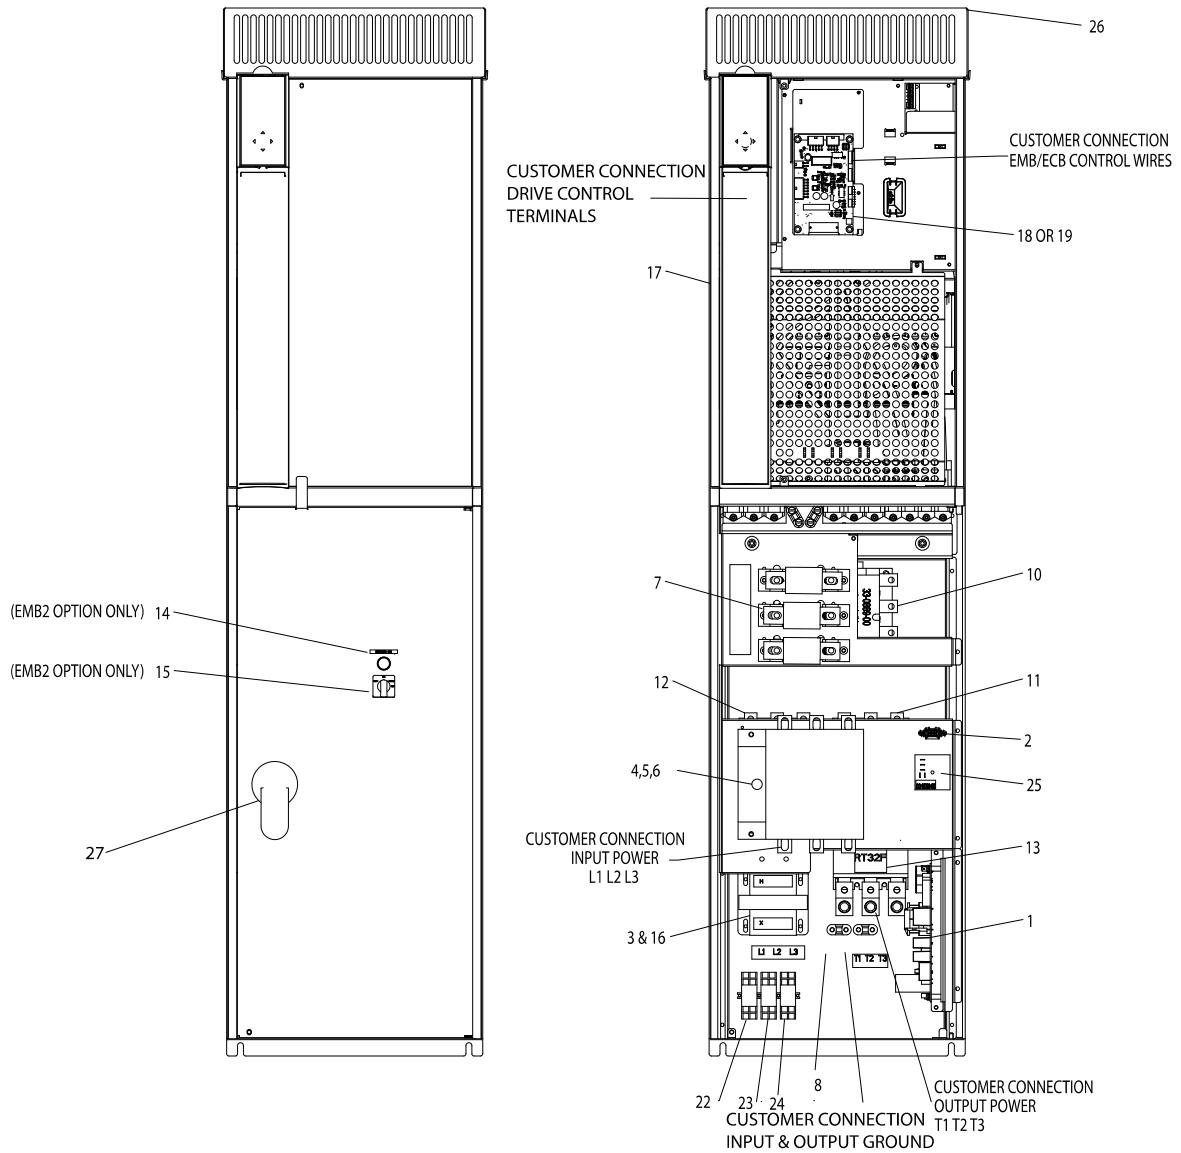 26
CUSTOMER CONNECTION
EMB/ECB CONTROL WIRES
CUSTOMER CONNECTION
DRIVE CONTROL
TERMINALS
18 OR 19
17
7
10
33-0669-00
(EMB2 OPTION ONLY) 14
(EMB2 OPTION ONLY) 15
12
11
2
4,5,6
25
27
CUSTOMER CONNECTION
INPUT POWER
L1 L2 L3
13
RT32F
H
X
3 & 16
1
L1 L2 L3
T1 T2 T3
8
22
23
24
CUSTOMER CONNECTION
OUTPUT POWER
T1 T2 T3
CUSTOMER CONNECTION
INPUT & OUTPUT GROUND